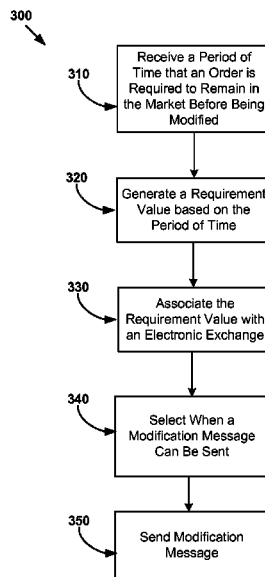 300
310
Receive a Period of
Time that an Order is
Required to Remain in
the Market Before Being
Modified
320
Generate a Requirement
Value based on the
Period of Time
330
Associate the
Requirement Value with
an Electronic Exchange
340
Select When a
Modification Message
Can Be Sent
350
Send Modification
Message